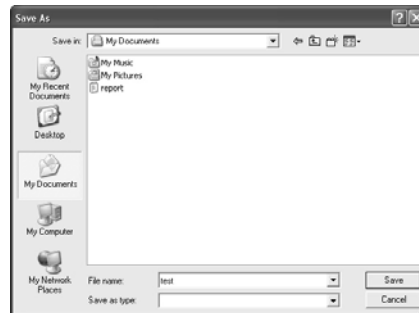 Save As
Save in:
My Documents
My Music
My Pictures
report
My Recent
Documents
Desktop
My Documents
My Computer
My Network
Places
File name:
test
Save
Save as type:
Cancel